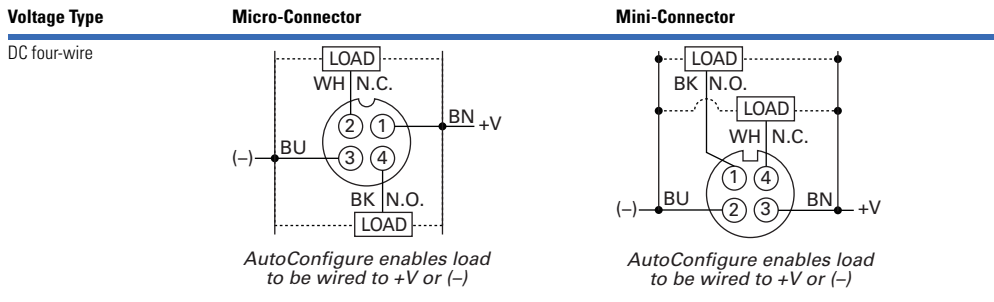 Voltage Type Micro-Connector Mini-Connector
DC four-wire
LOAD
WH N.C.
2 1
BN +V
(–) BU
3 4
BK N.O.
LOAD
AutoConfigure enables load
to be wired to +V or (–)
LOAD
BK N.O.
LOAD
WH N.C.
1 4
(–) BU
2 3
BN +V
AutoConfigure enables load
to be wired to +V or (–)